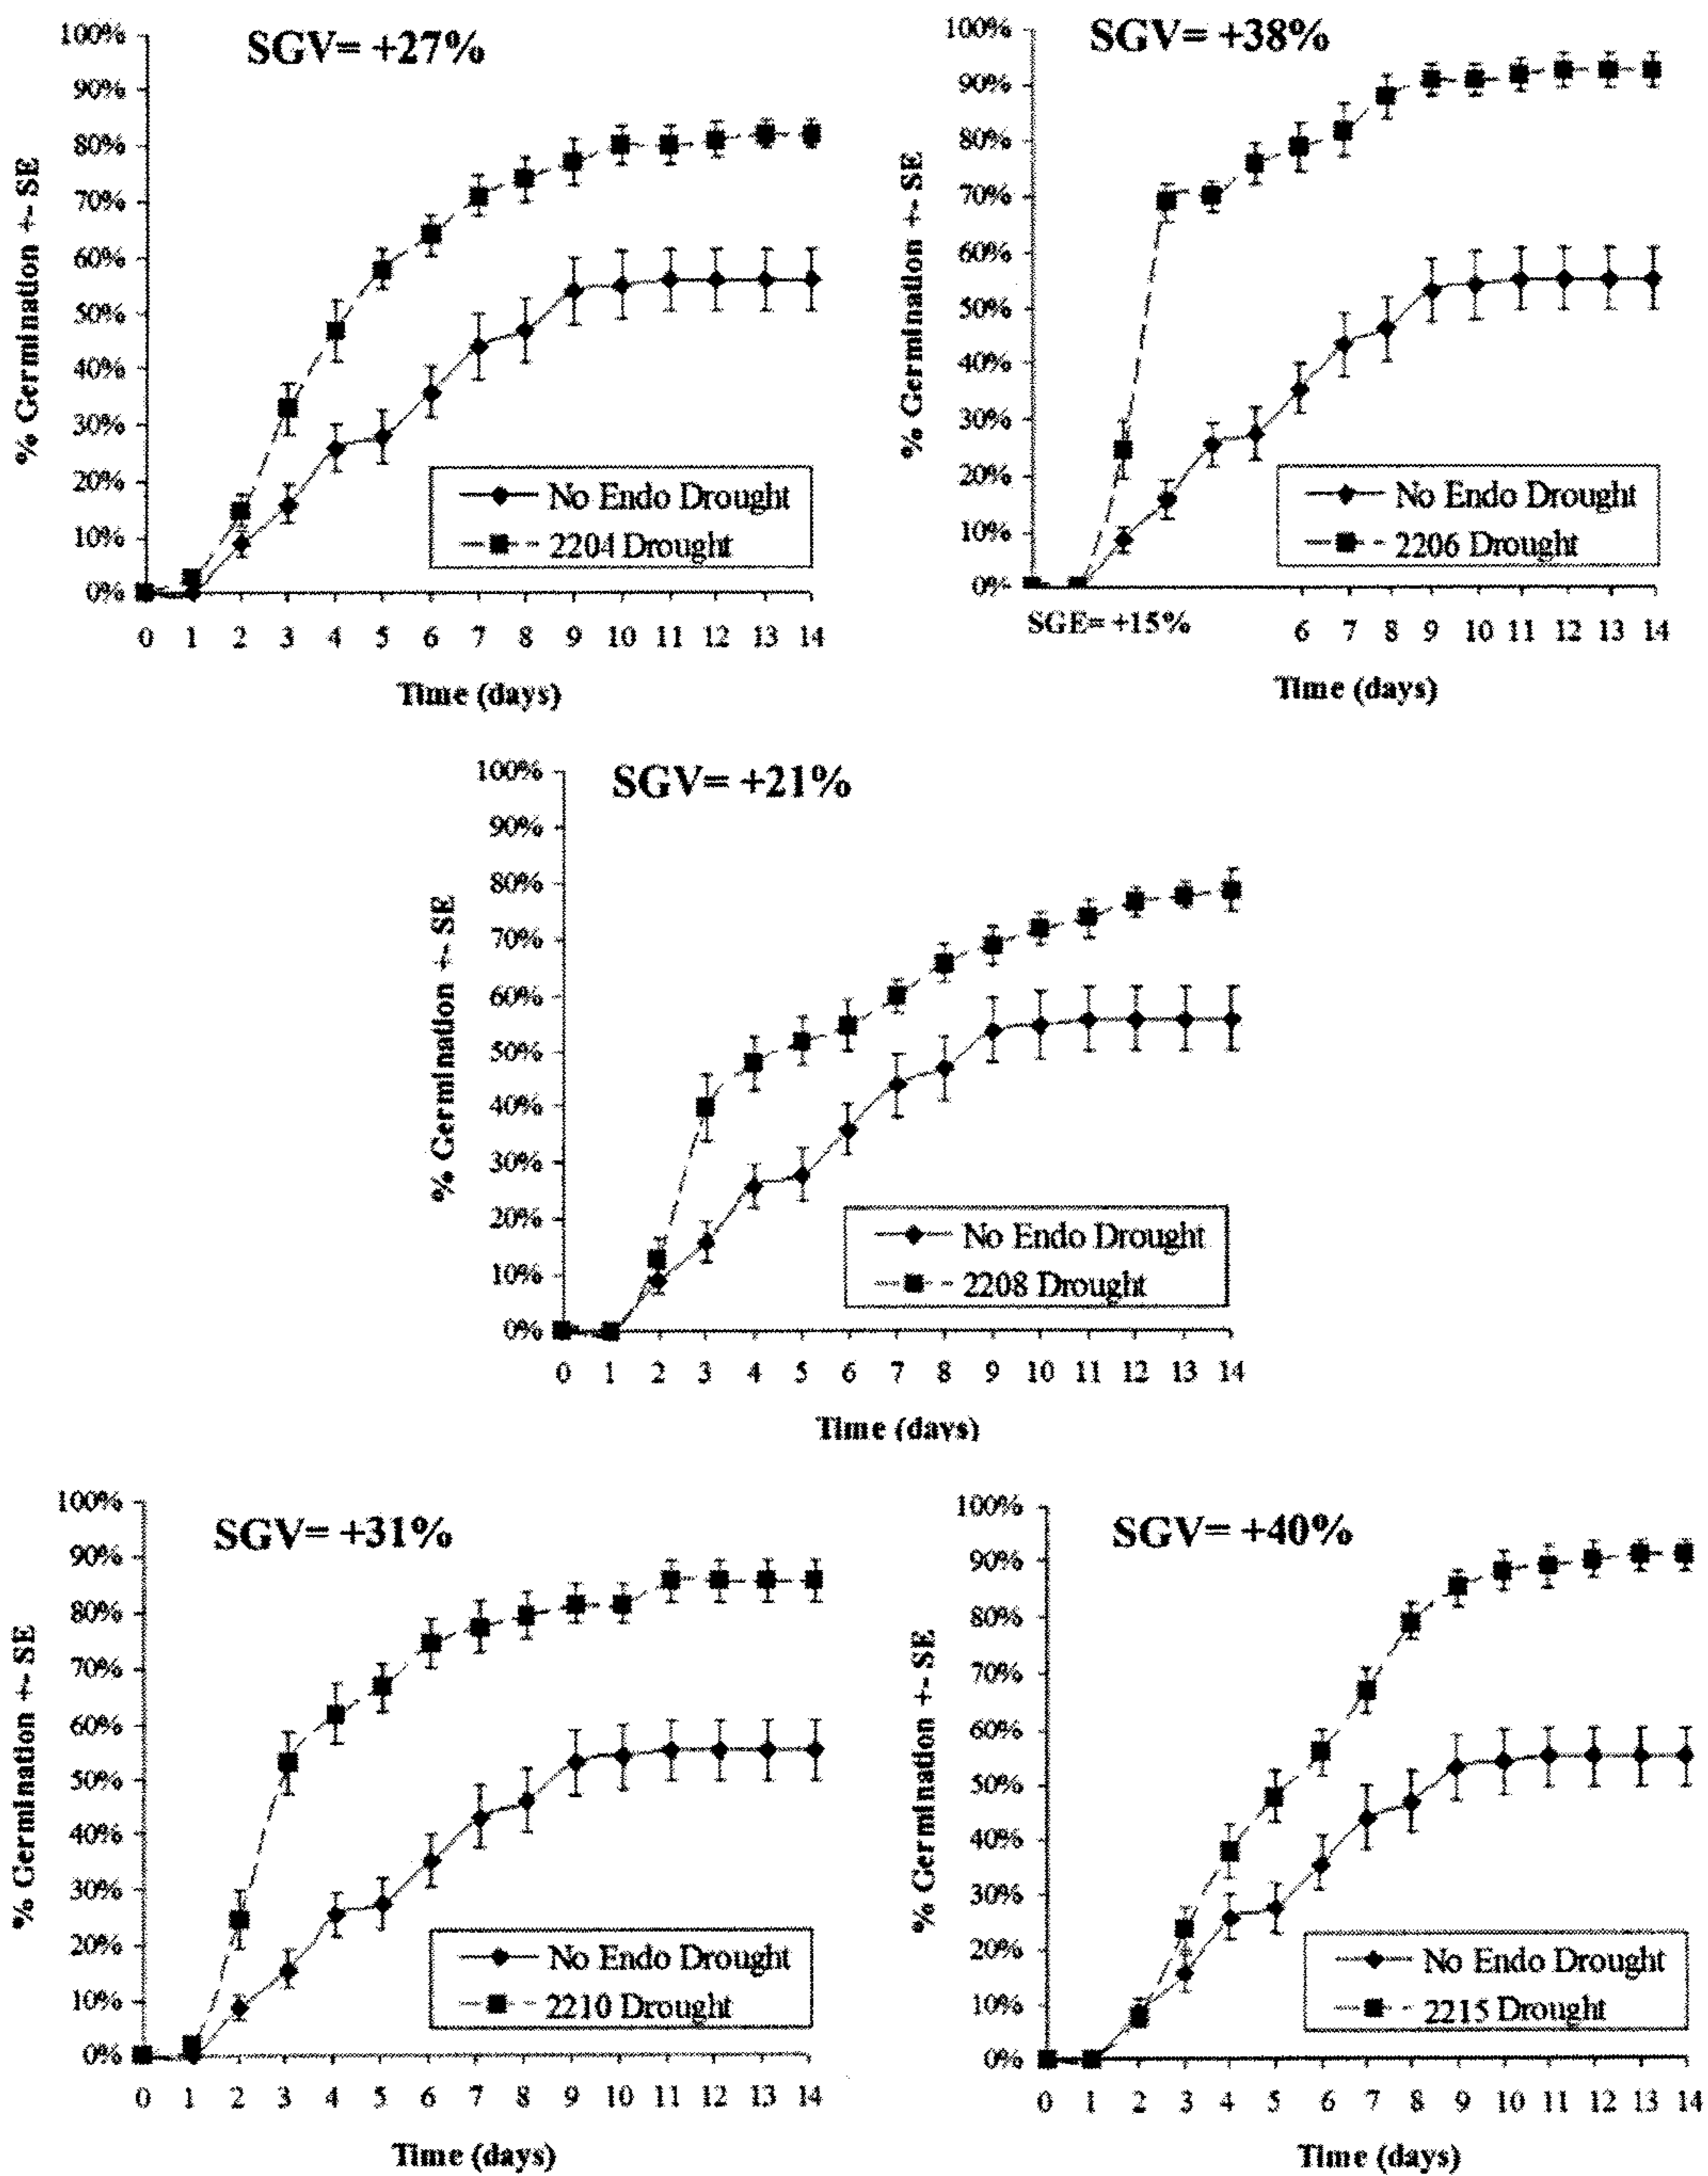 SGV= +27%
100%
90%
80%
70%
60%
50%
40%
30%
20%
10%
0%
% Germination +- SE
No Endo Drought
2204 Drought
0 1 2 3 4 5 6 7 8 9 10 11 12 13 14
Time (days)
SGV= +38%
100%
90%
80%
70%
60%
50%
40%
30%
20%
10%
0%
% Germination +- SE
No Endo Drought
2206 Drought
SGE= +15% 6 7 8 9 10 11 12 13 14
Time (days)
SGV= +21%
100%
90%
80%
70%
60%
50%
40%
30%
20%
10%
0%
% Germination +- SE
No Endo Drought
2208 Drought
0 1 2 3 4 5 6 7 8 9 10 11 12 13 14
Time (days)
SGV= +31%
100%
90%
80%
70%
60%
50%
40%
30%
20%
10%
0%
% Germination +- SE
No Endo Drought
2210 Drought
0 1 2 3 4 5 6 7 8 9 10 11 12 13 14
Time (days)
SGV= +40%
100%
90%
80%
70%
60%
50%
40%
30%
20%
10%
0%
% Germination +- SE
No Endo Drought
2215 Drought
0 1 2 3 4 5 6 7 8 9 10 11 12 13 14
Time (days)